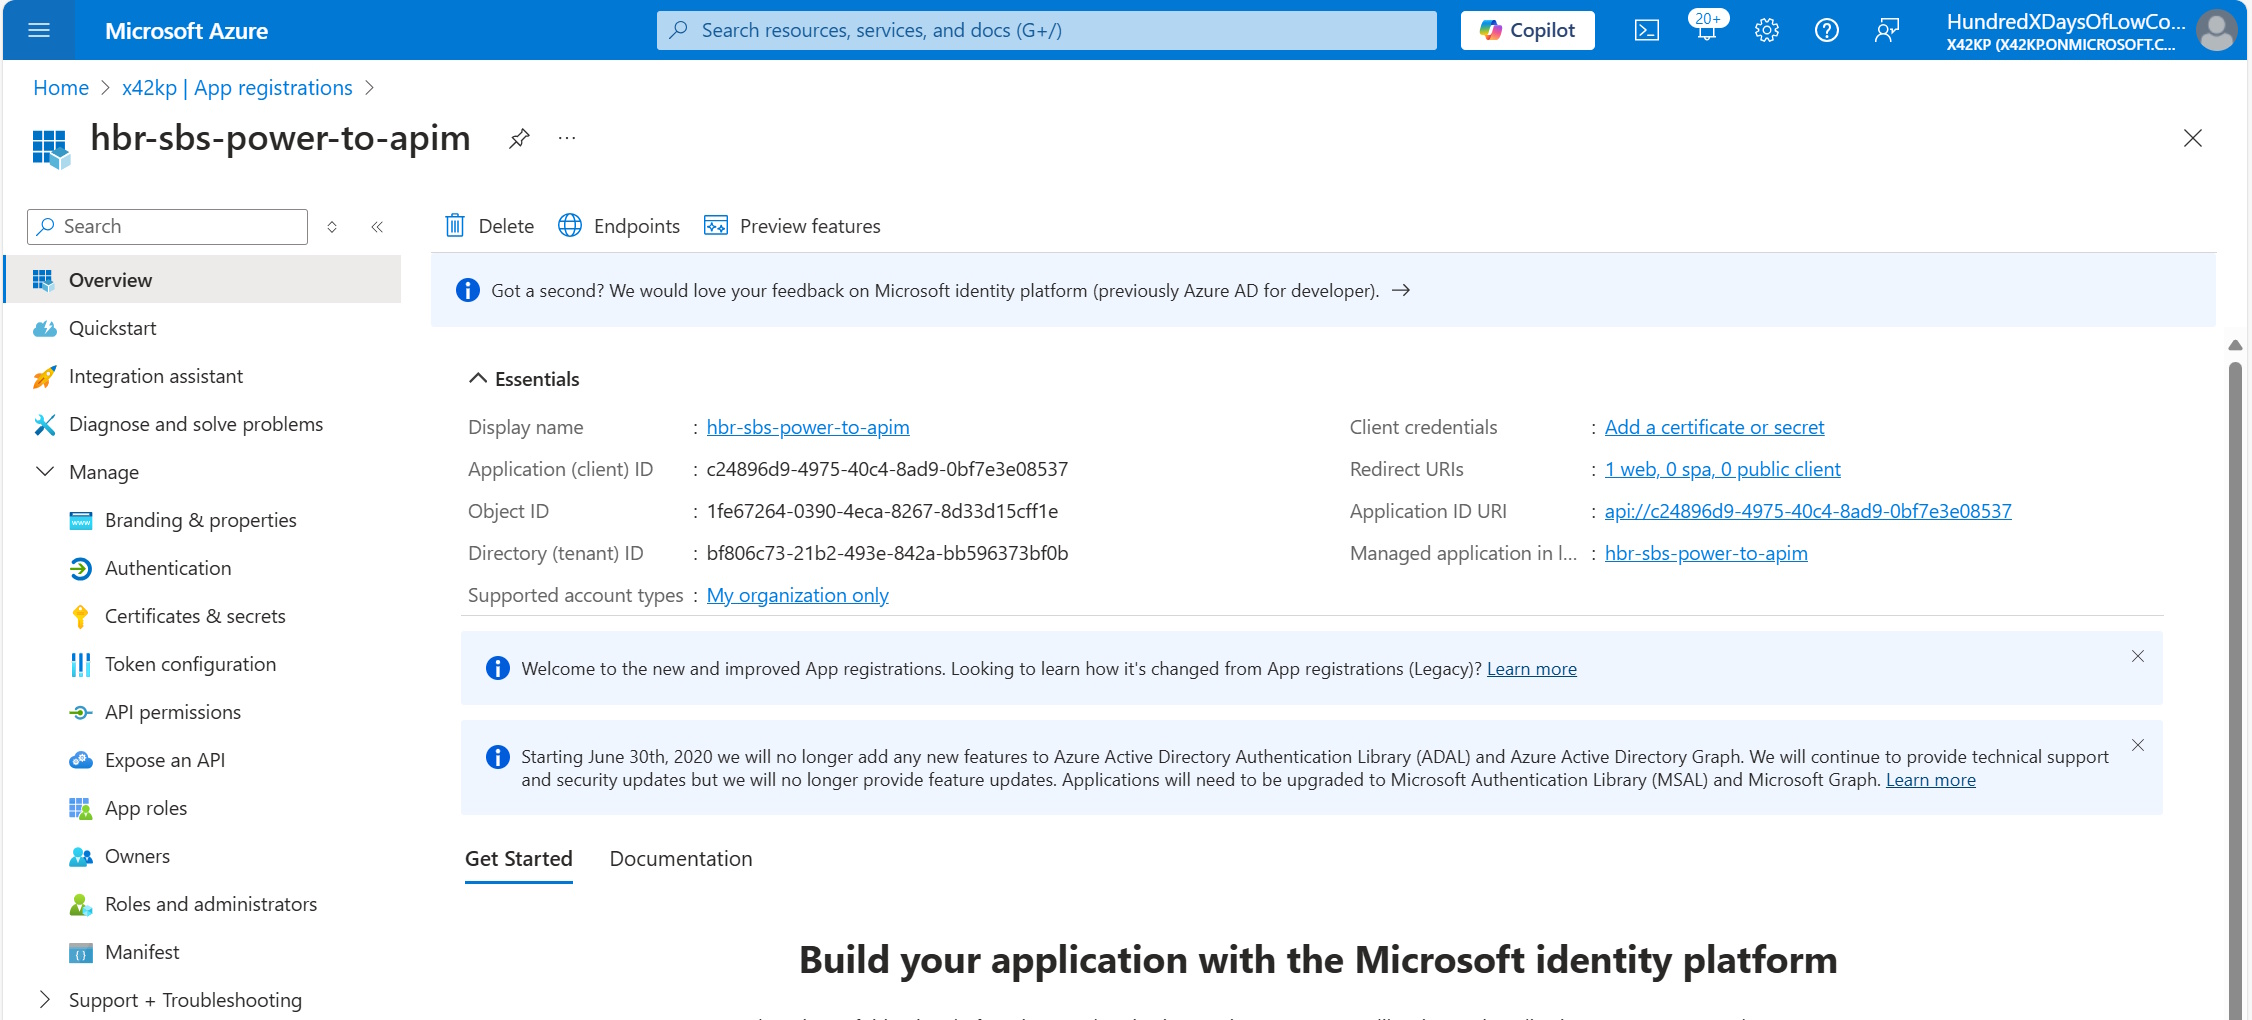 Microsoft Azure
Search resources, services, and docs (G+/)
Copilot
20+
HundredXDaysOfLowCo...
X42KP (X42KP.ONMICROSOFT.C...
Home > x42kp | App registrations >
hbr-sbs-power-to-apim
Search
Delete
Endpoints
Preview features
Overview
Quickstart
Integration assistant
Diagnose and solve problems
Manage
Branding & properties
Authentication
Certificates & secrets
Token configuration
API permissions
Expose an API
App roles
Owners
Roles and administrators
Manifest
Support + Troubleshooting
Got a second? We would love your feedback on Microsoft identity platform (previously Azure AD for developer). →
Essentials
Display name : hbr-sbs-power-to-apim
Application (client) ID : c24896d9-4975-40c4-8ad9-0bf7e3e08537
Object ID : 1fe67264-0390-4eca-8267-8d33d15cff1e
Directory (tenant) ID : bf806c73-21b2-493e-842a-bb596373bf0b
Supported account types : My organization only
Client credentials : Add a certificate or secret
Redirect URIs : 1 web, 0 spa, 0 public client
Application ID URI : api://c24896d9-4975-40c4-8ad9-0bf7e3e08537
Managed application in l... : hbr-sbs-power-to-apim
Welcome to the new and improved App registrations. Looking to learn how it's changed from App registrations (Legacy)? Learn more
Starting June 30th, 2020 we will no longer add any new features to Azure Active Directory Authentication Library (ADAL) and Azure Active Directory Graph. We will continue to provide technical support
and security updates but we will no longer provide feature updates. Applications will need to be upgraded to Microsoft Authentication Library (MSAL) and Microsoft Graph. Learn more
Get Started
Documentation
Build your application with the Microsoft identity platform